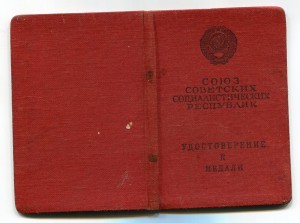 СОЮЗ
СОВЕТСКИХ
СОЦИАЛИСТИЧЕСКИХ
РЕСПУБЛИК
УДОСТОВЕРЕНИЕ
К
МЕДАЛИ